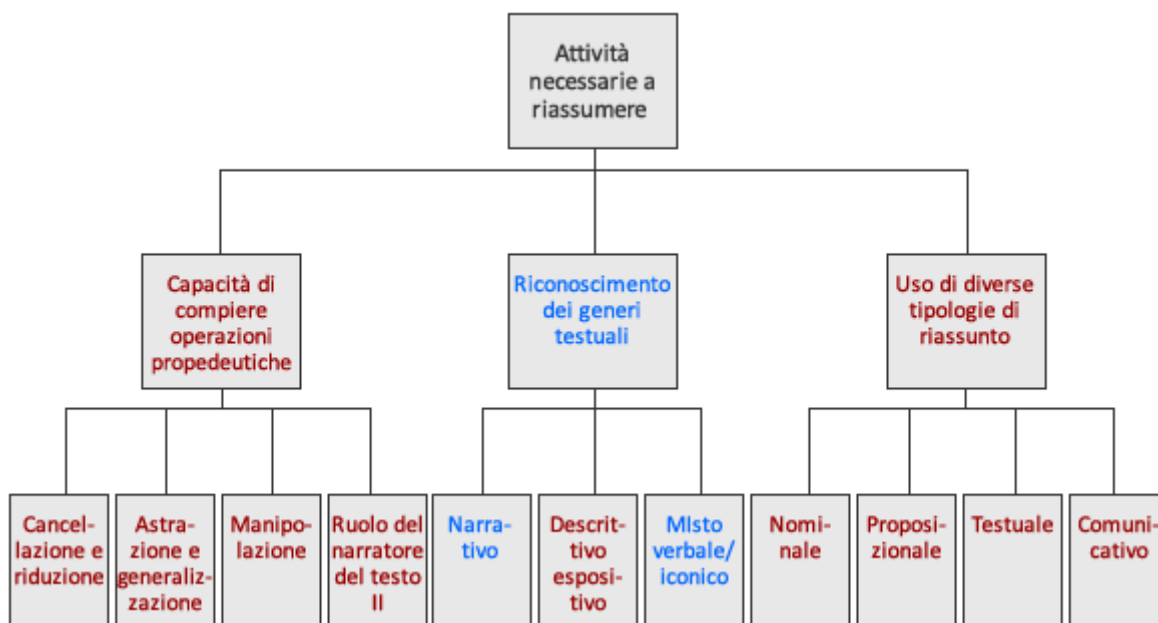 Attività
necessarie a
riassumere
Capacità di
compiere
operazioni
propedeutiche
Riconoscimento
dei generi
testuali
Uso di diverse
tipologie di
riassunto
Cancel-
lazione e
riduzione
Astra-
zione e
generaliz-
zazione
Manipo-
lazione
Ruolo del
narratore
del testo
II
Narra-
tivo
Descrit-
tivo
esposi-
tivo
MIsto
verbale/
iconico
Nomi-
nale
Proposi-
zionale
Testuale
Comuni-
cativo